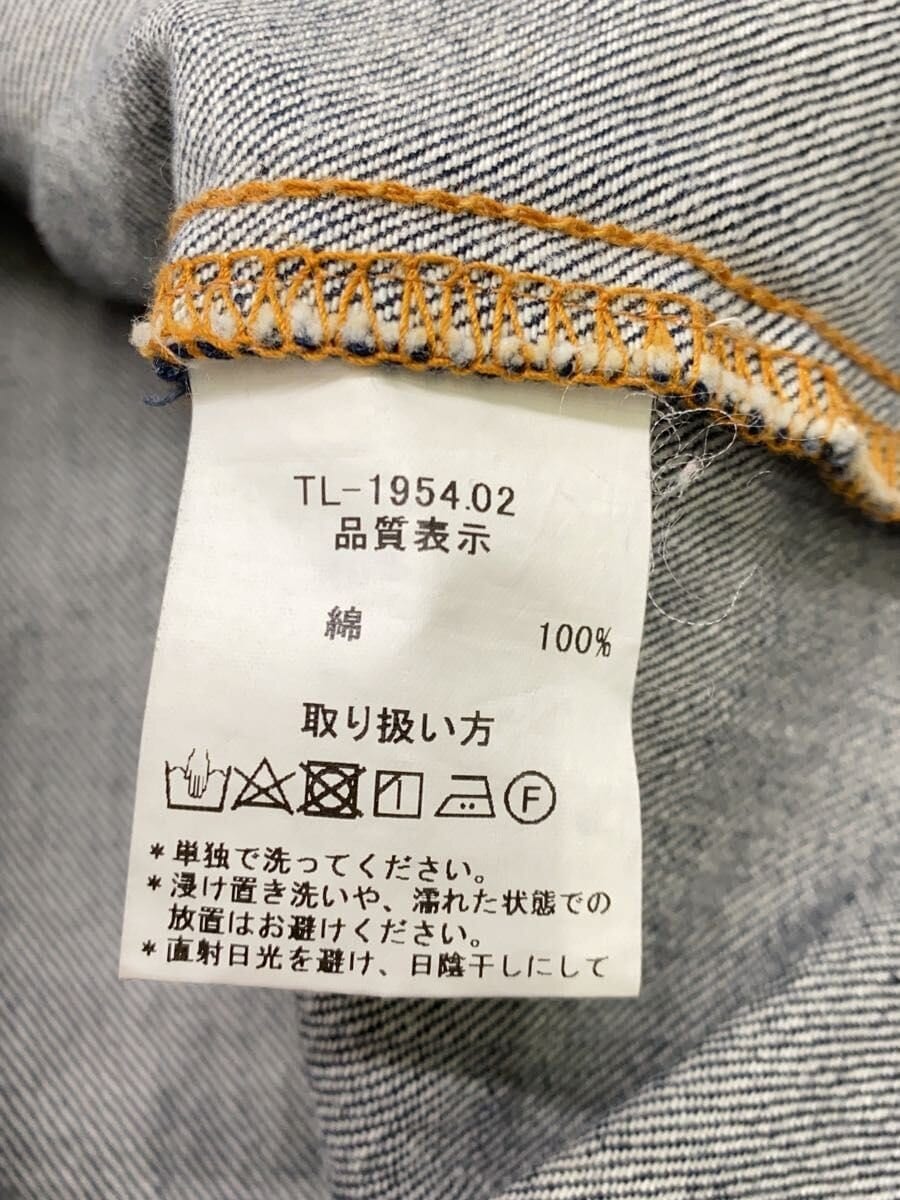 TL-1954.02
品質表示
綿 100%
取り扱い方
1 F
*単独で洗ってください。
*浸け置き洗いや、濡れた状態での
放置はお避けください。
*直射日光を避け、日陰干しにして